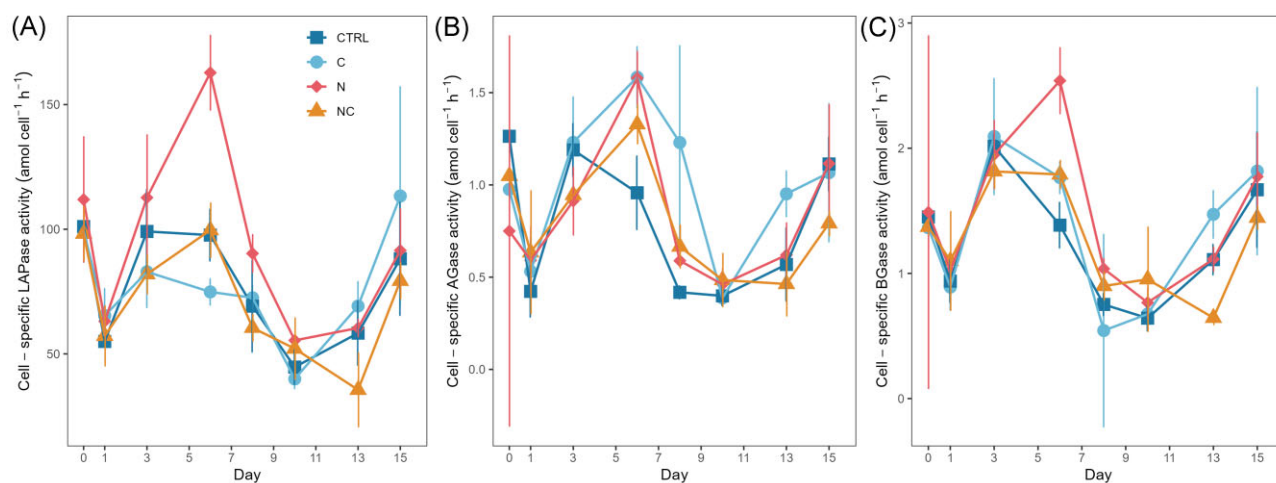 (A)
CTRL
C
N
NC
150
100
50
Cell − specific LAPase activity (amol cell⁻¹ h⁻¹)
0 1 3 5 7 9 11 13 15
Day
(B)
1.5
1.0
0.5
0.0
Cell − specific AGase activity (amol cell⁻¹ h⁻¹)
0 1 3 5 7 9 11 13 15
Day
(C)
3
2
1
0
Cell − specific BGase activity (amol cell⁻¹ h⁻¹)
0 1 3 5 7 9 11 13 15
Day